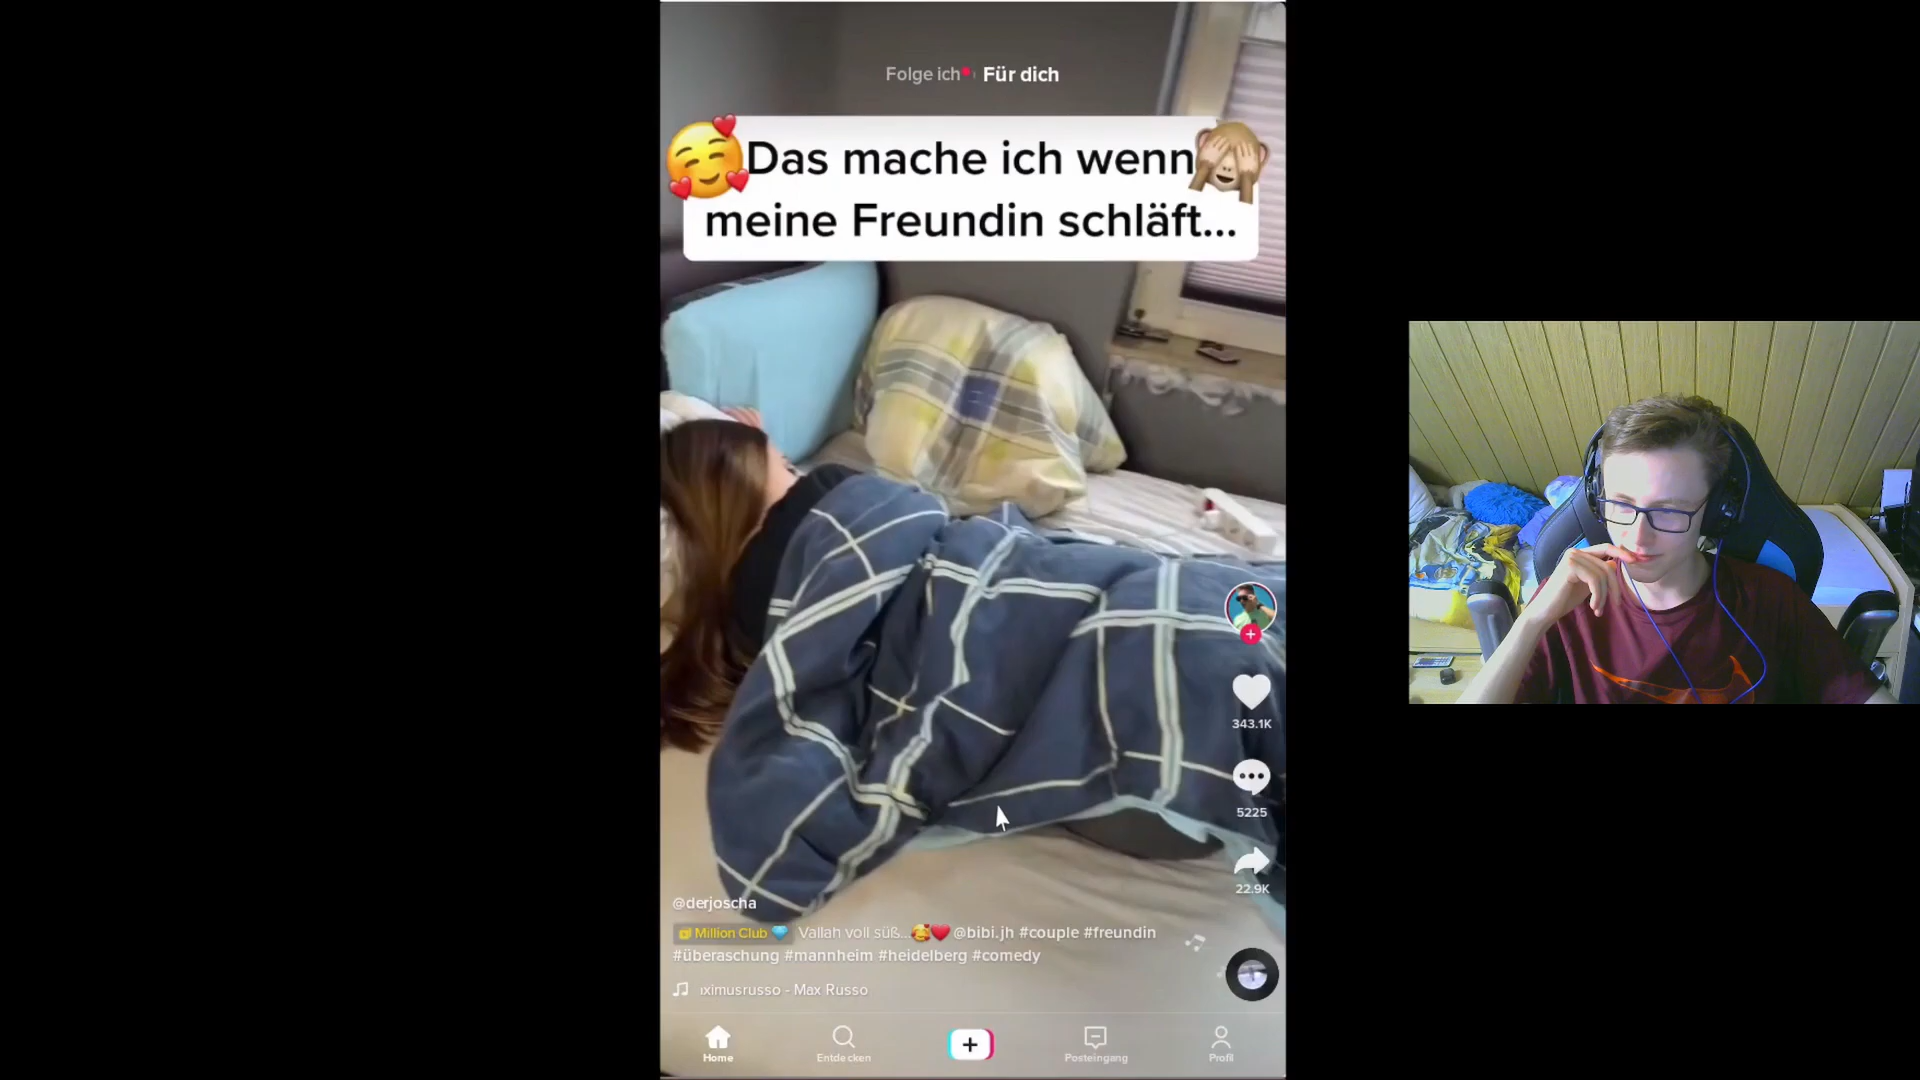 Folge ich Für dich
Das mache ich wenn
meine Freundin schläft...
343.1K
5225
22.9K
@derjoscha
Million Club Vallah voll süß... @bibi.jh #couple #freundin
#überaschung #mannheim #heidelberg #comedy
ximusrusso - Max Russo
Home Entdecken Posteingang Profil